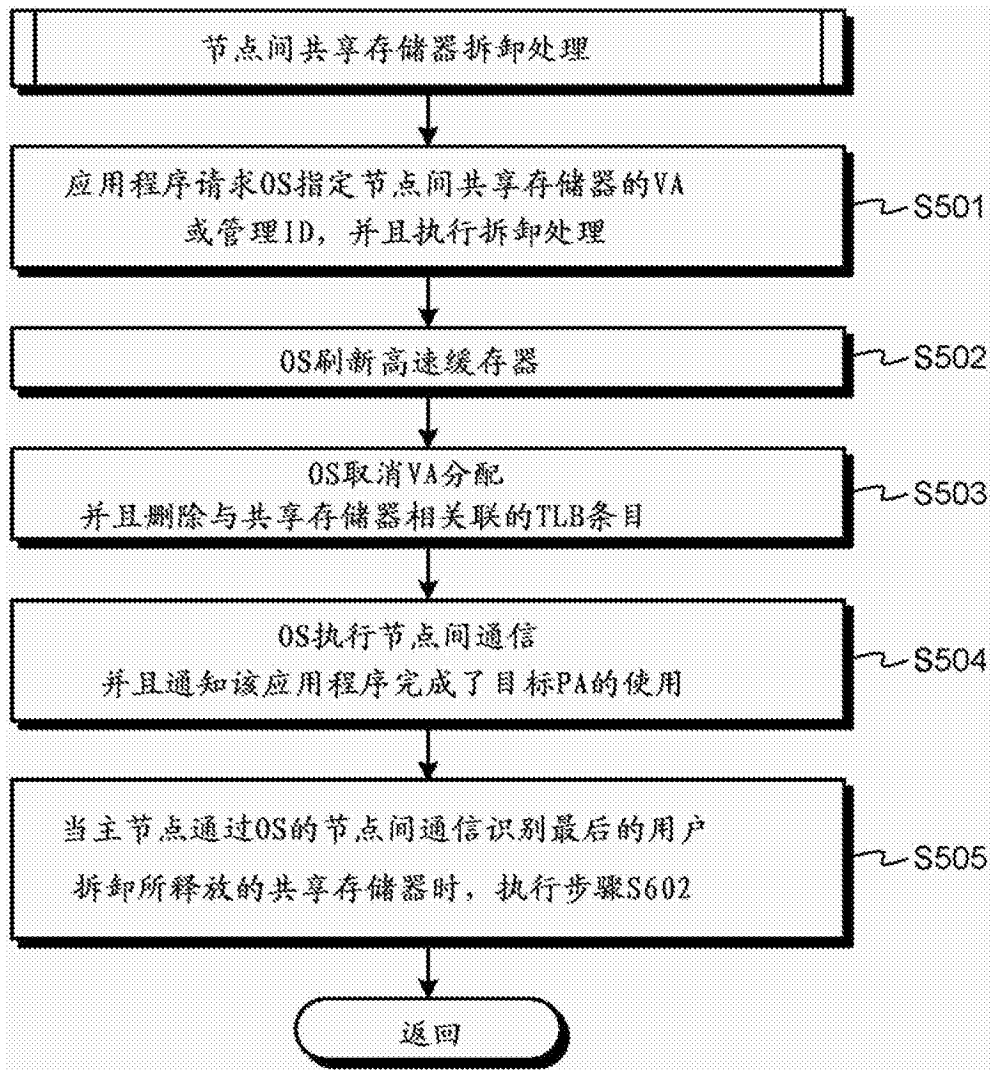 节点间共享存储器拆卸处理
应用程序请求OS指定节点间共享存储器的VA
或管理ID，并且执行拆卸处理
S501
OS刷新高速缓存器
S502
OS取消VA分配
并且删除与共享存储器相关联的TLB条目
S503
OS执行节点间通信
并且通知该应用程序完成了目标PA的使用
S504
当主节点通过OS的节点间通信识别最后的用户
拆卸所释放的共享存储器时，执行步骤S602
S505
返回